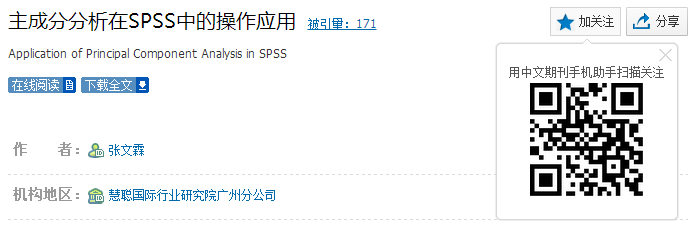 主成分分析在SPSS中的操作应用 被引量：171
加关注 分享
Application of Principal Component Analysis in SPSS
用中文期刊手机助手扫描关注
在线阅读 下载全文
作 者： 张文霖
机构地区： 慧聪国际行业研究院广州分公司